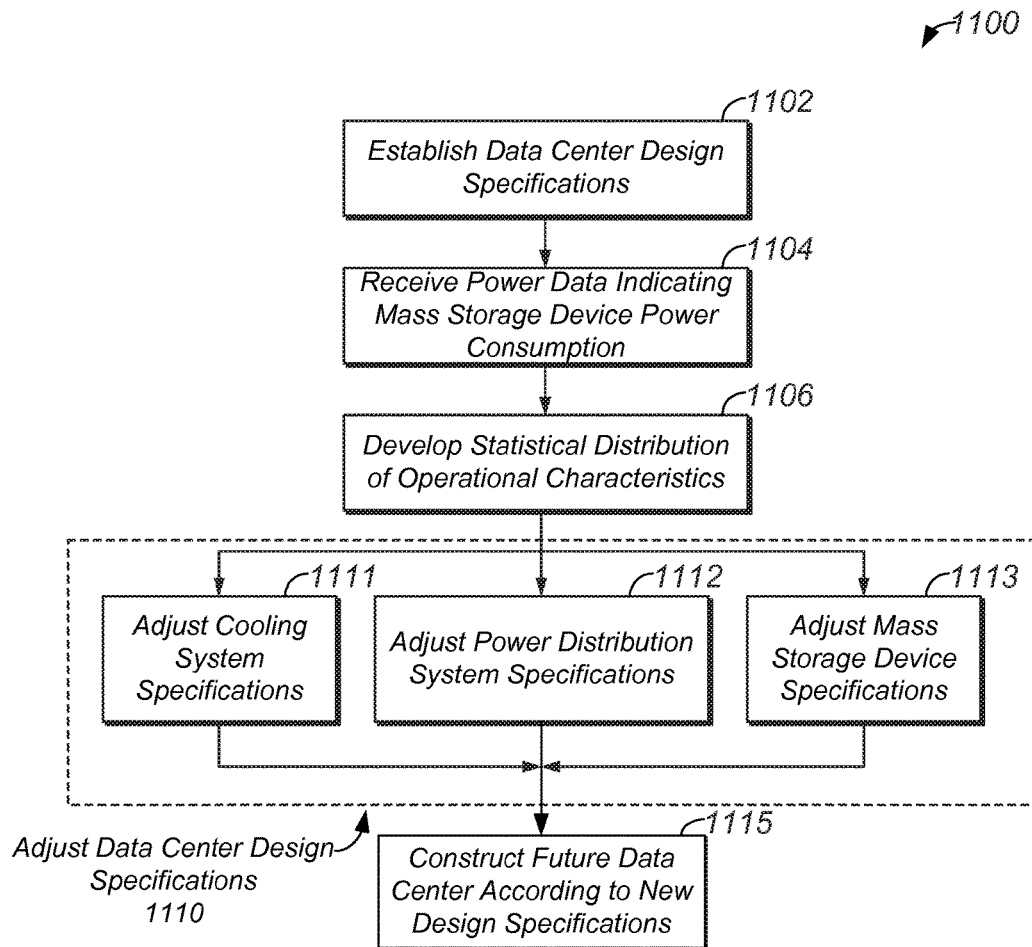 1100
1102
Establish Data Center Design
Specifications
1104
Receive Power Data Indicating
Mass Storage Device Power
Consumption
1106
Develop Statistical Distribution
of Operational Characteristics
1111
Adjust Cooling
System
Specifications
1112
Adjust Power Distribution
System Specifications
1113
Adjust Mass
Storage Device
Specifications
Adjust Data Center Design
Specifications
1110
1115
Construct Future Data
Center According to New
Design Specifications